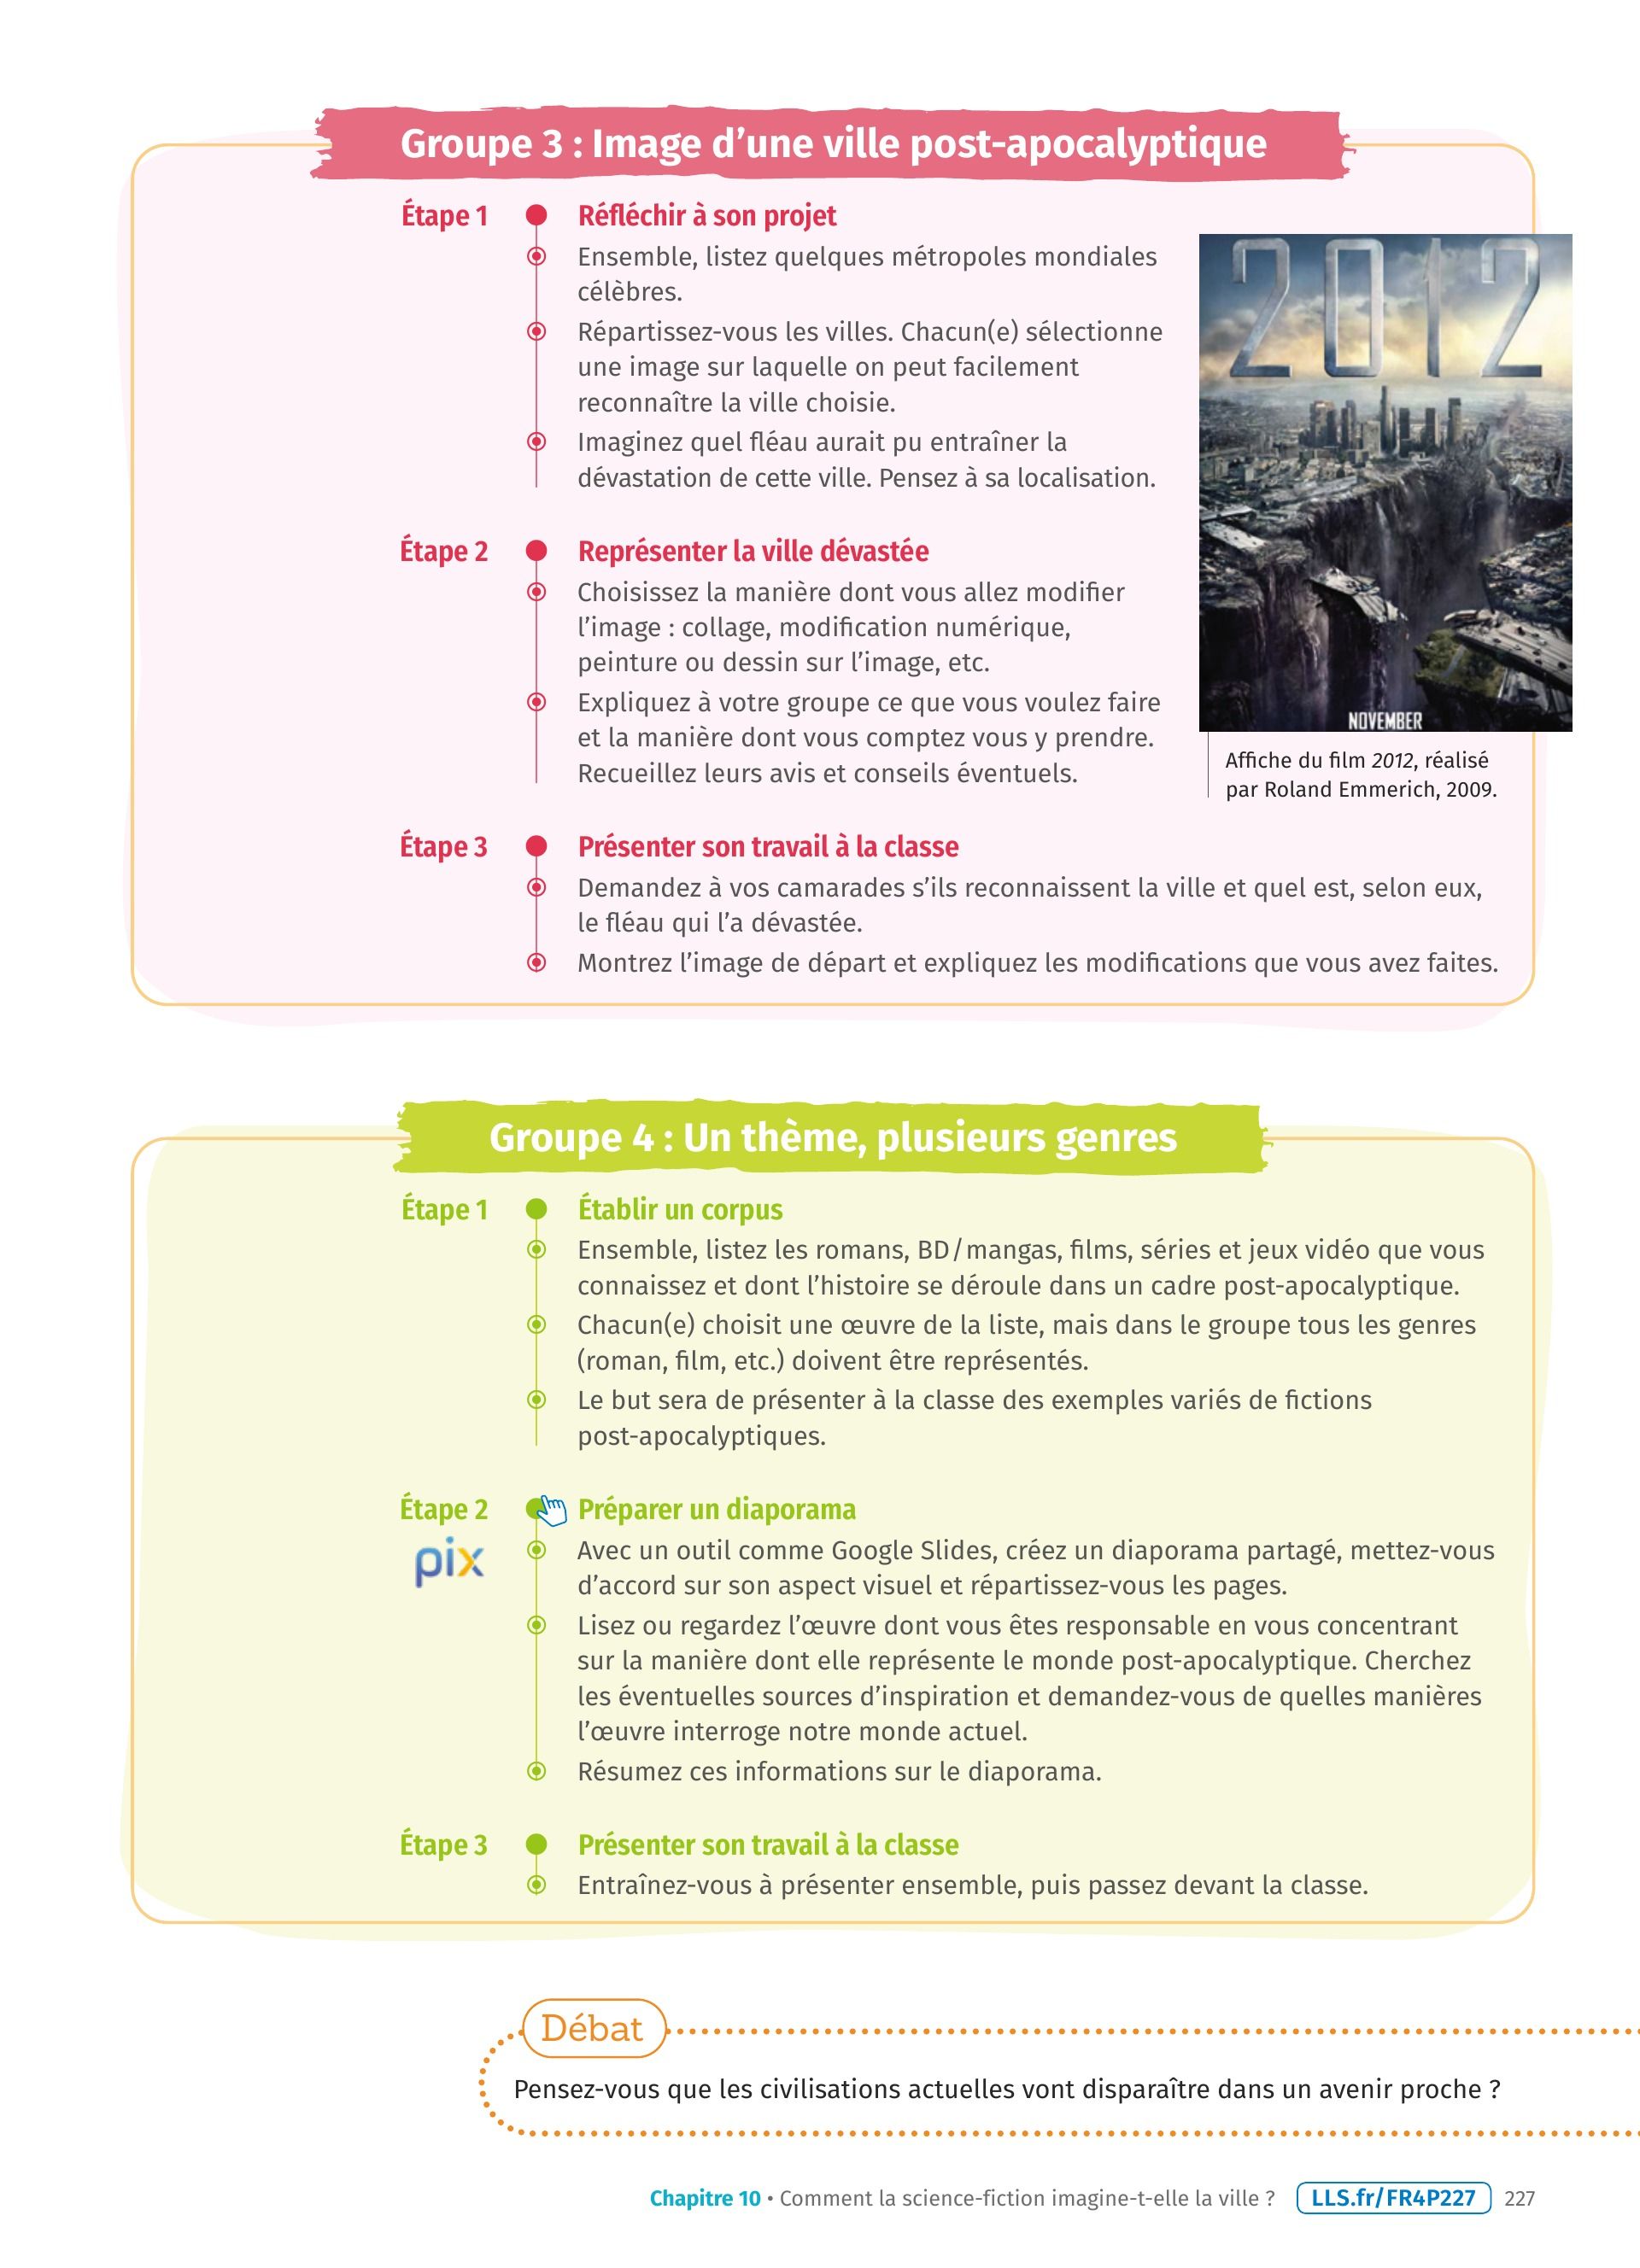 Groupe 3 : Image d’une ville post-apocalyptique
Étape 1
Réfléchir à son projet
Ensemble, listez quelques métropoles mondiales
célèbres.
Répartissez-vous les villes. Chacun(e) sélectionne
une image sur laquelle on peut facilement
reconnaître la ville choisie.
Imaginez quel fléau aurait pu entraîner la
dévastation de cette ville. Pensez à sa localisation.
Étape 2
Représenter la ville dévastée
Choisissez la manière dont vous allez modifier
l’image : collage, modification numérique,
peinture ou dessin sur l’image, etc.
Expliquez à votre groupe ce que vous voulez faire
et la manière dont vous comptez vous y prendre.
Recueillez leurs avis et conseils éventuels.
2012
NOVEMBER
Affiche du film 2012, réalisé
par Roland Emmerich, 2009.
Étape 3
Présenter son travail à la classe
Demandez à vos camarades s’ils reconnaissent la ville et quel est, selon eux,
le fléau qui l’a dévastée.
Montrez l’image de départ et expliquez les modifications que vous avez faites.
Groupe 4 : Un thème, plusieurs genres
Étape 1
Établir un corpus
Ensemble, listez les romans, BD/mangas, films, séries et jeux vidéo que vous
connaissez et dont l’histoire se déroule dans un cadre post-apocalyptique.
Chacun(e) choisit une œuvre de la liste, mais dans le groupe tous les genres
(roman, film, etc.) doivent être représentés.
Le but sera de présenter à la classe des exemples variés de fictions
post-apocalyptiques.
Étape 2
pix
Préparer un diaporama
Avec un outil comme Google Slides, créez un diaporama partagé, mettez-vous
d’accord sur son aspect visuel et répartissez-vous les pages.
Lisez ou regardez l’œuvre dont vous êtes responsable en vous concentrant
sur la manière dont elle représente le monde post-apocalyptique. Cherchez
les éventuelles sources d’inspiration et demandez-vous de quelles manières
l’œuvre interroge notre monde actuel.
Résumez ces informations sur le diaporama.
Étape 3
Présenter son travail à la classe
Entraînez-vous à présenter ensemble, puis passez devant la classe.
Débat
Pensez-vous que les civilisations actuelles vont disparaître dans un avenir proche ?
Chapitre 10 • Comment la science-fiction imagine-t-elle la ville ? LLS.fr/FR4P227 227